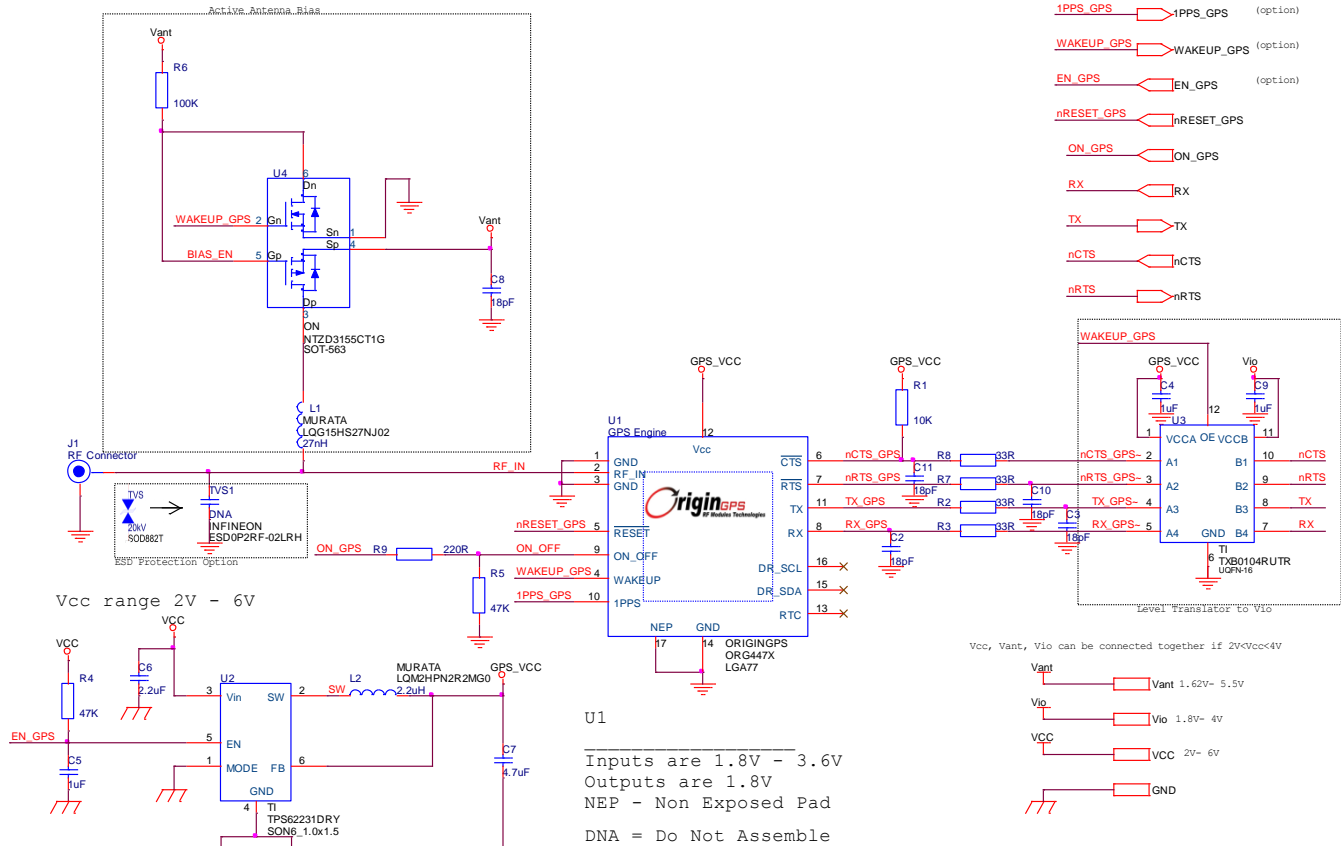 Active Antenna Bias
Vant
R6
100K
U4
6
Dn
WAKEUP_GPS 2 Gn
Sn 1
Sp 4
BIAS_EN 5 Gp
Dp
3
ON
NTZD3155CT1G
SOT-563
Vant
C8
18pF
L1
MURATA
LQG15HS27NJ02
27nH
J1
RF Connector
RF_IN
TVS
20kV
SOD882T
TVS1
DNA
INFINEON
ESD0P2RF-02LRH
ESD Protection Option
1PPS_GPS 1PPS_GPS (option)
WAKEUP_GPS WAKEUP_GPS (option)
EN_GPS EN_GPS (option)
nRESET_GPS nRESET_GPS
ON_GPS ON_GPS
RX RX
TX TX
nCTS nCTS
nRTS nRTS
GPS_VCC
U1
GPS Engine
12
Vcc
1 GND
2 RF_IN
3 GND
nRESET_GPS 5 RESET
ON_GPS R9 220R ON_OFF 9 ON_OFF
R5
47K
WAKEUP_GPS 4 WAKEUP
1PPS_GPS 10 1PPS
OriginGPS
RF Modules Technologies
CTS 6 nCTS_GPS
RTS 7 nRTS_GPS
TX 11 TX_GPS
RX 8 RX_GPS
DR_SCL 16
DR_SDA 15
RTC 13
NEP GND
17 14
ORIGINGPS
ORG447X
LGA77
GPS_VCC
R1
10K
R8 33R
C11
18pF
R7 33R
C10
18pF
R2 33R
C3
18pF
R3 33R
C2
18pF
WAKEUP_GPS
GPS_VCC
C4
1uF
12
Vio
C9
1uF
U3
1 VCCA OE VCCB 11
nCTS_GPS~ 2 A1 B1 10 nCTS
nRTS_GPS~ 3 A2 B2 9 nRTS
TX_GPS~ 4 A3 B3 8 TX
RX_GPS~ 5 A4 GND B4 7 RX
6
TI
TXB0104RUTR
UQFN-16
Level Translator to Vio
Vcc range 2V - 6V
VCC
R4
47K
EN_GPS
C5
1uF
VCC
C6
2.2uF
U2
3 Vin SW 2
5 EN
1 MODE FB 6
GND
4
TI
TPS62231DRY
SON6_1.0x1.5
SW
L2
MURATA
LQM2HPN2R2MG0
2.2uH
GPS_VCC
C7
4.7uF
U1
Inputs are 1.8V - 3.6V
Outputs are 1.8V
NEP - Non Exposed Pad
DNA = Do Not Assemble
Vcc, Vant, Vio can be connected together if 2V<Vcc<4V
Vant
Vant 1.62V- 5.5V
Vio
Vio 1.8V- 4V
VCC
VCC 2V- 6V
GND